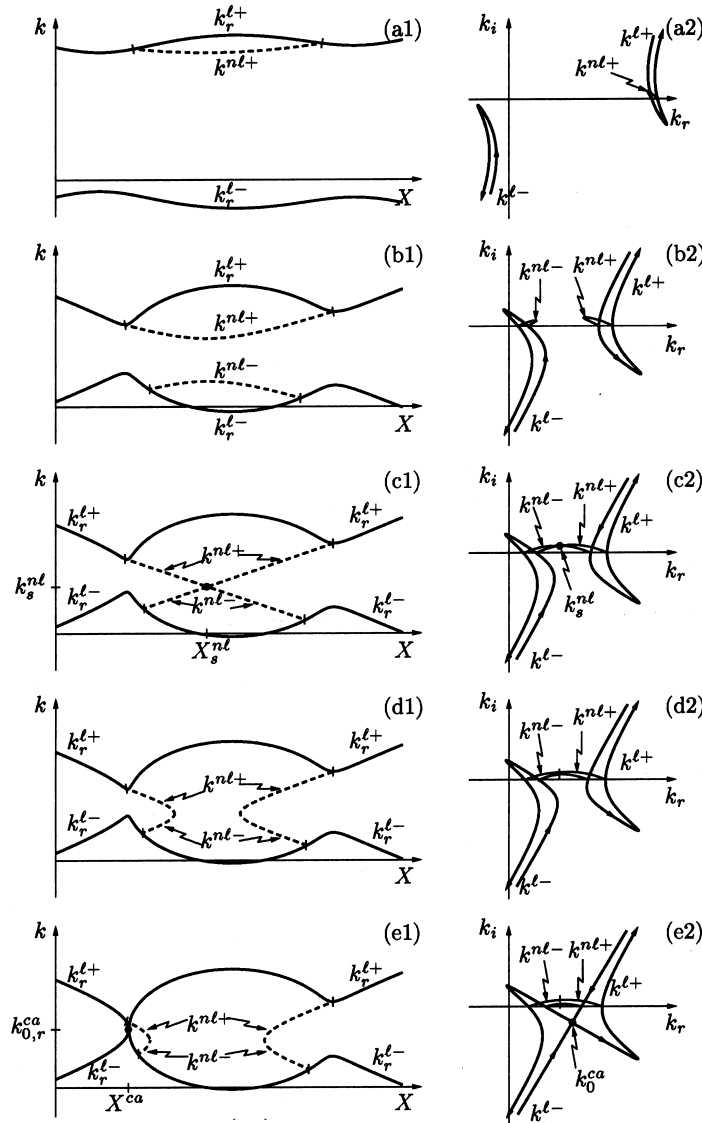 k k_r^{ℓ+} (a1)
k^{nℓ+}
k_r^{ℓ-} X
k_i k^{ℓ+} (a2)
k^{nℓ+}
k_r
k^{ℓ-}
k k_r^{ℓ+} (b1)
k^{nℓ+}
k^{nℓ-}
k_r^{ℓ-} X
k_i k^{nℓ-} k^{nℓ+} (b2)
k^{ℓ+}
k_r
k^{ℓ-}
k (c1)
k_r^{ℓ+} k_r^{ℓ+}
k^{nℓ+}
k_s^{nℓ}
k_r^{ℓ-} k^{nℓ-} k_r^{ℓ-}
X_s^{nℓ} X
k_i k^{nℓ-} k^{nℓ+} (c2)
k^{ℓ+}
k_r
k_s^{nℓ}
k^{ℓ-}
k (d1)
k_r^{ℓ+} k_r^{ℓ+}
k^{nℓ+}
k_r^{ℓ-} k^{nℓ-} k_r^{ℓ-}
X
k_i k^{nℓ-} k^{nℓ+} (d2)
k^{ℓ+}
k_r
k^{ℓ-}
k (e1)
k_r^{ℓ+} k_r^{ℓ+}
k_{0,r}^{ca} k^{nℓ+}
k_r^{ℓ-} k^{nℓ-} k_r^{ℓ-}
X^{ca} X
k_i k^{nℓ-} k^{nℓ+} (e2)
k^{ℓ+}
k_r
k_0^{ca}
k^{ℓ-}